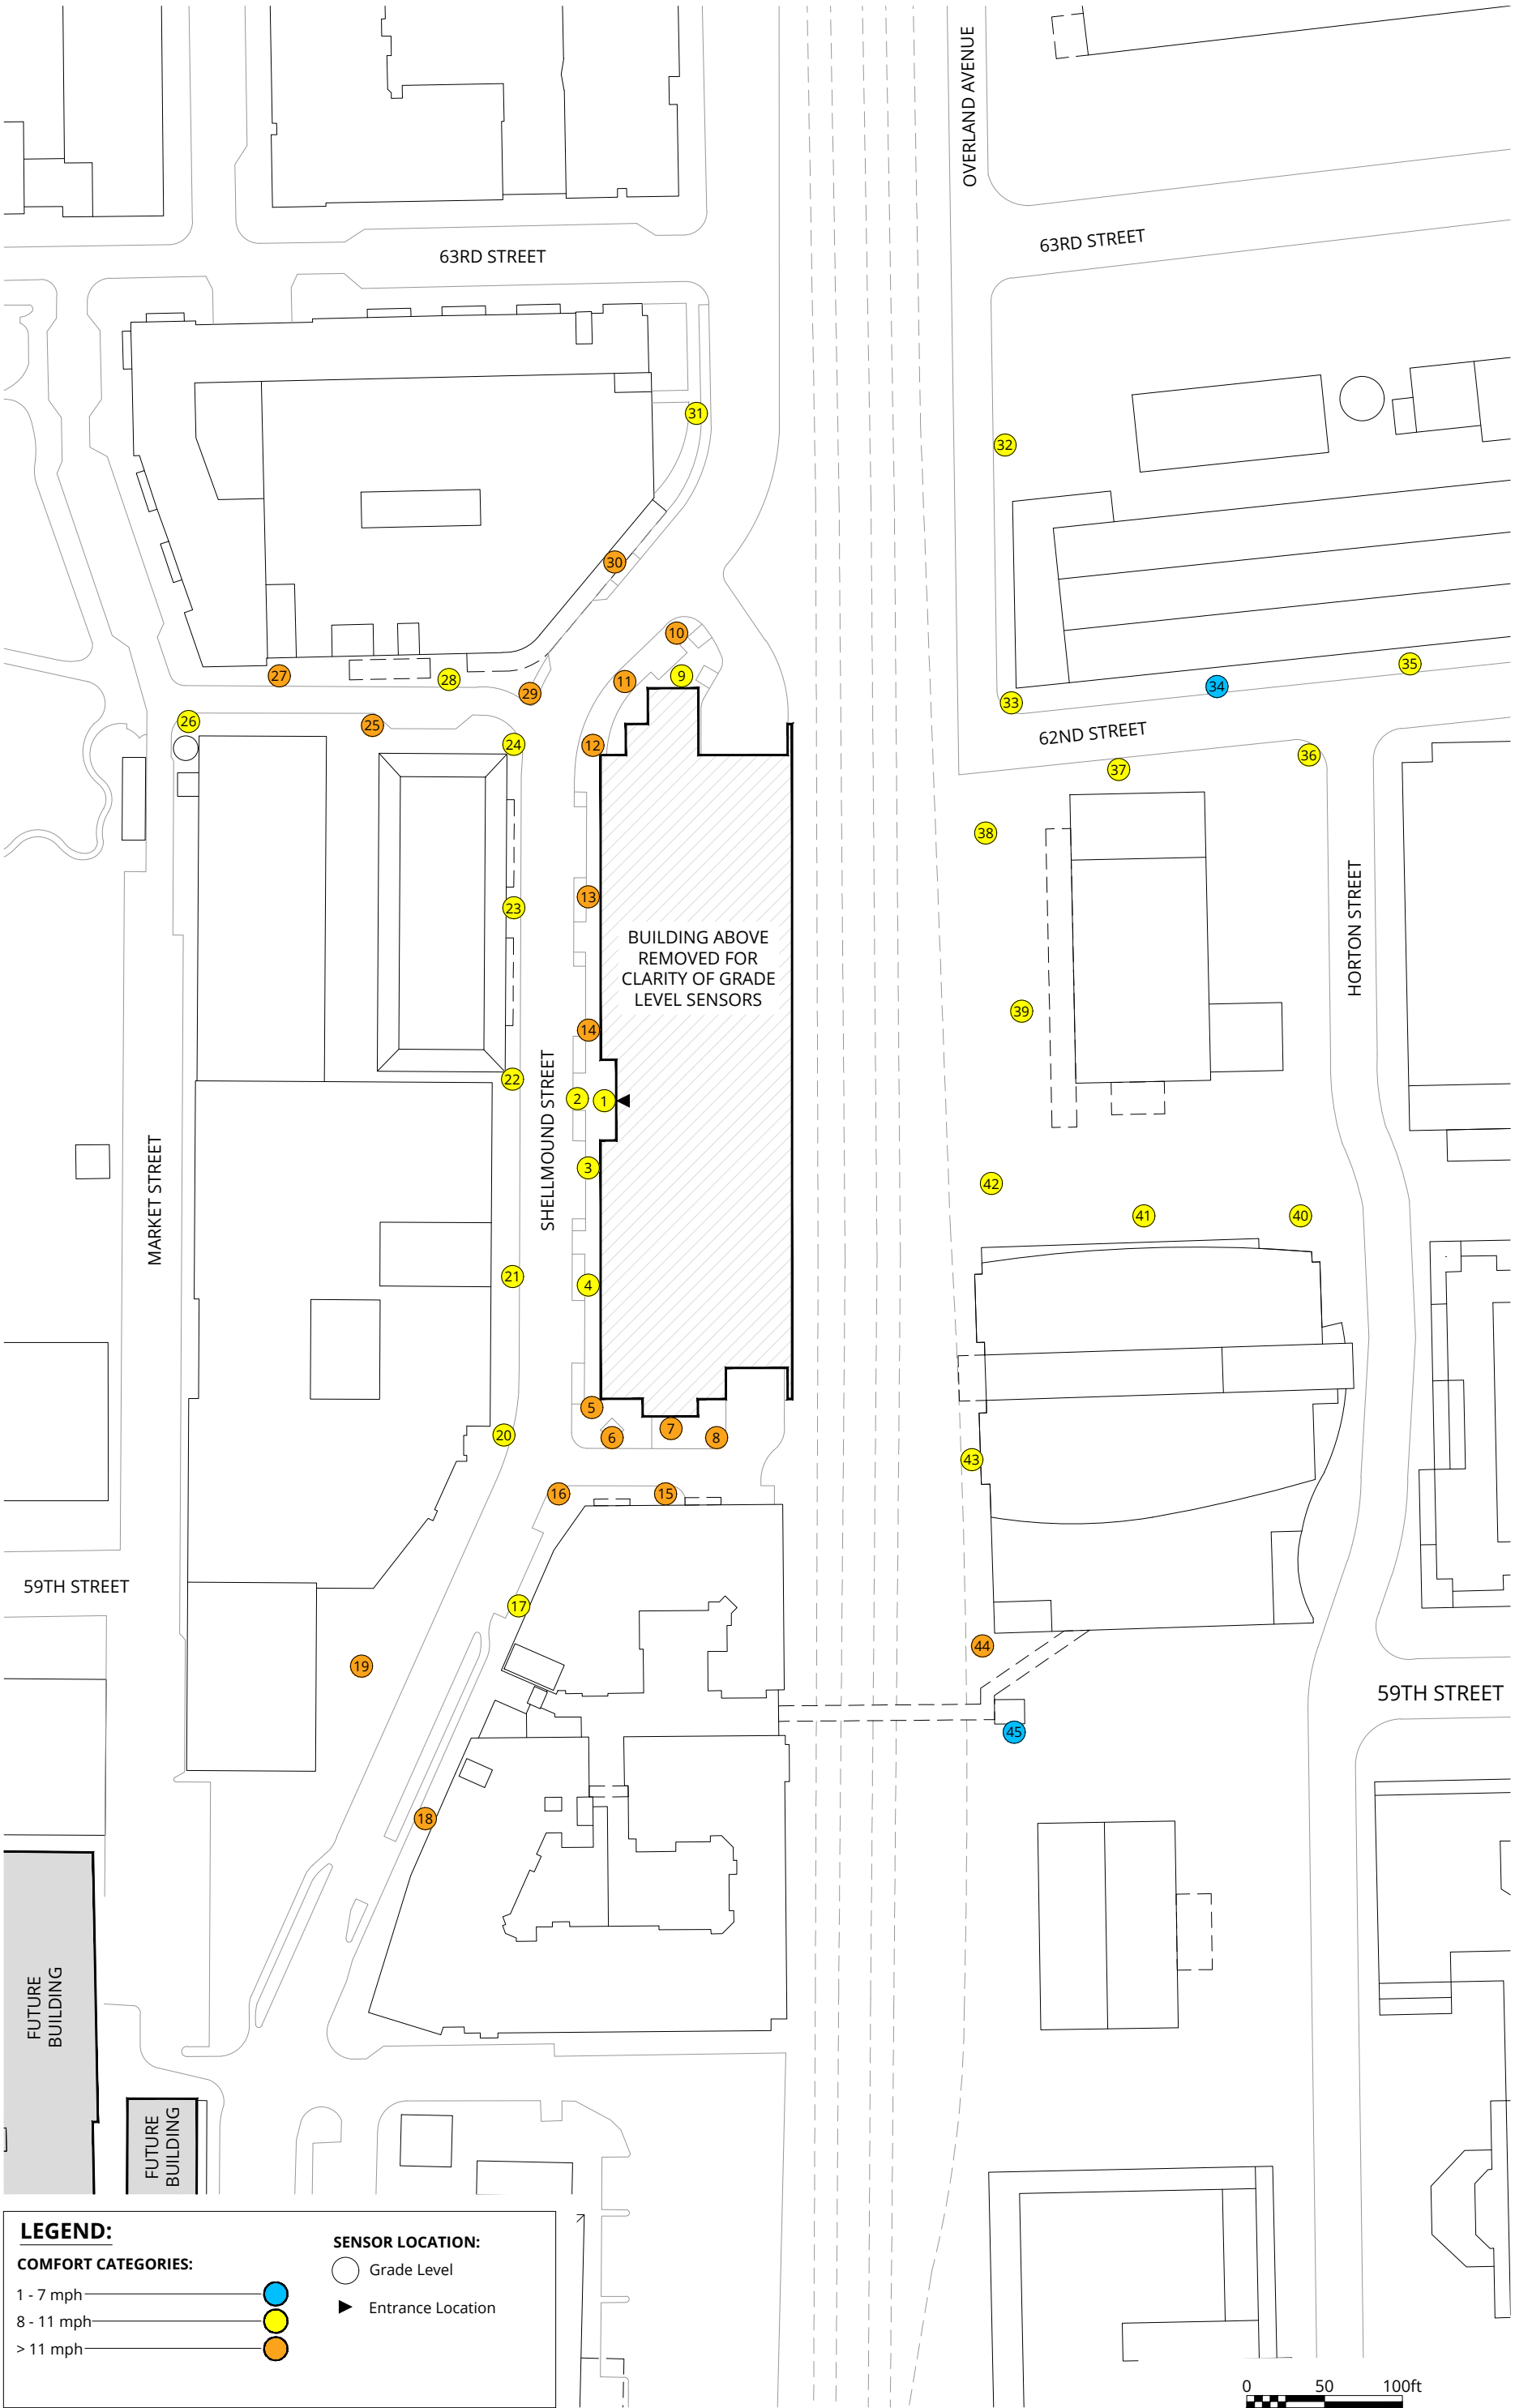 OVERLAND AVENUE
63RD STREET
63RD STREET
31
32
30
10
35
27
28
9
11
34
29
33
26
25
62ND STREET
24
12
36
37
38
13
23
HORTON STREET
BUILDING ABOVE
REMOVED FOR
CLARITY OF GRADE
LEVEL SENSORS
39
14
22
2
1
SHELLMOUND STREET
MARKET STREET
3
42
41
40
21
4
5
20
6
7
8
43
16
15
59TH STREET
17
44
19
59TH STREET
45
18
FUTURE
BUILDING
FUTURE
BUILDING
LEGEND:
COMFORT CATEGORIES:
1 - 7 mph
8 - 11 mph
> 11 mph
SENSOR LOCATION:
Grade Level
Entrance Location
0 50 100ft